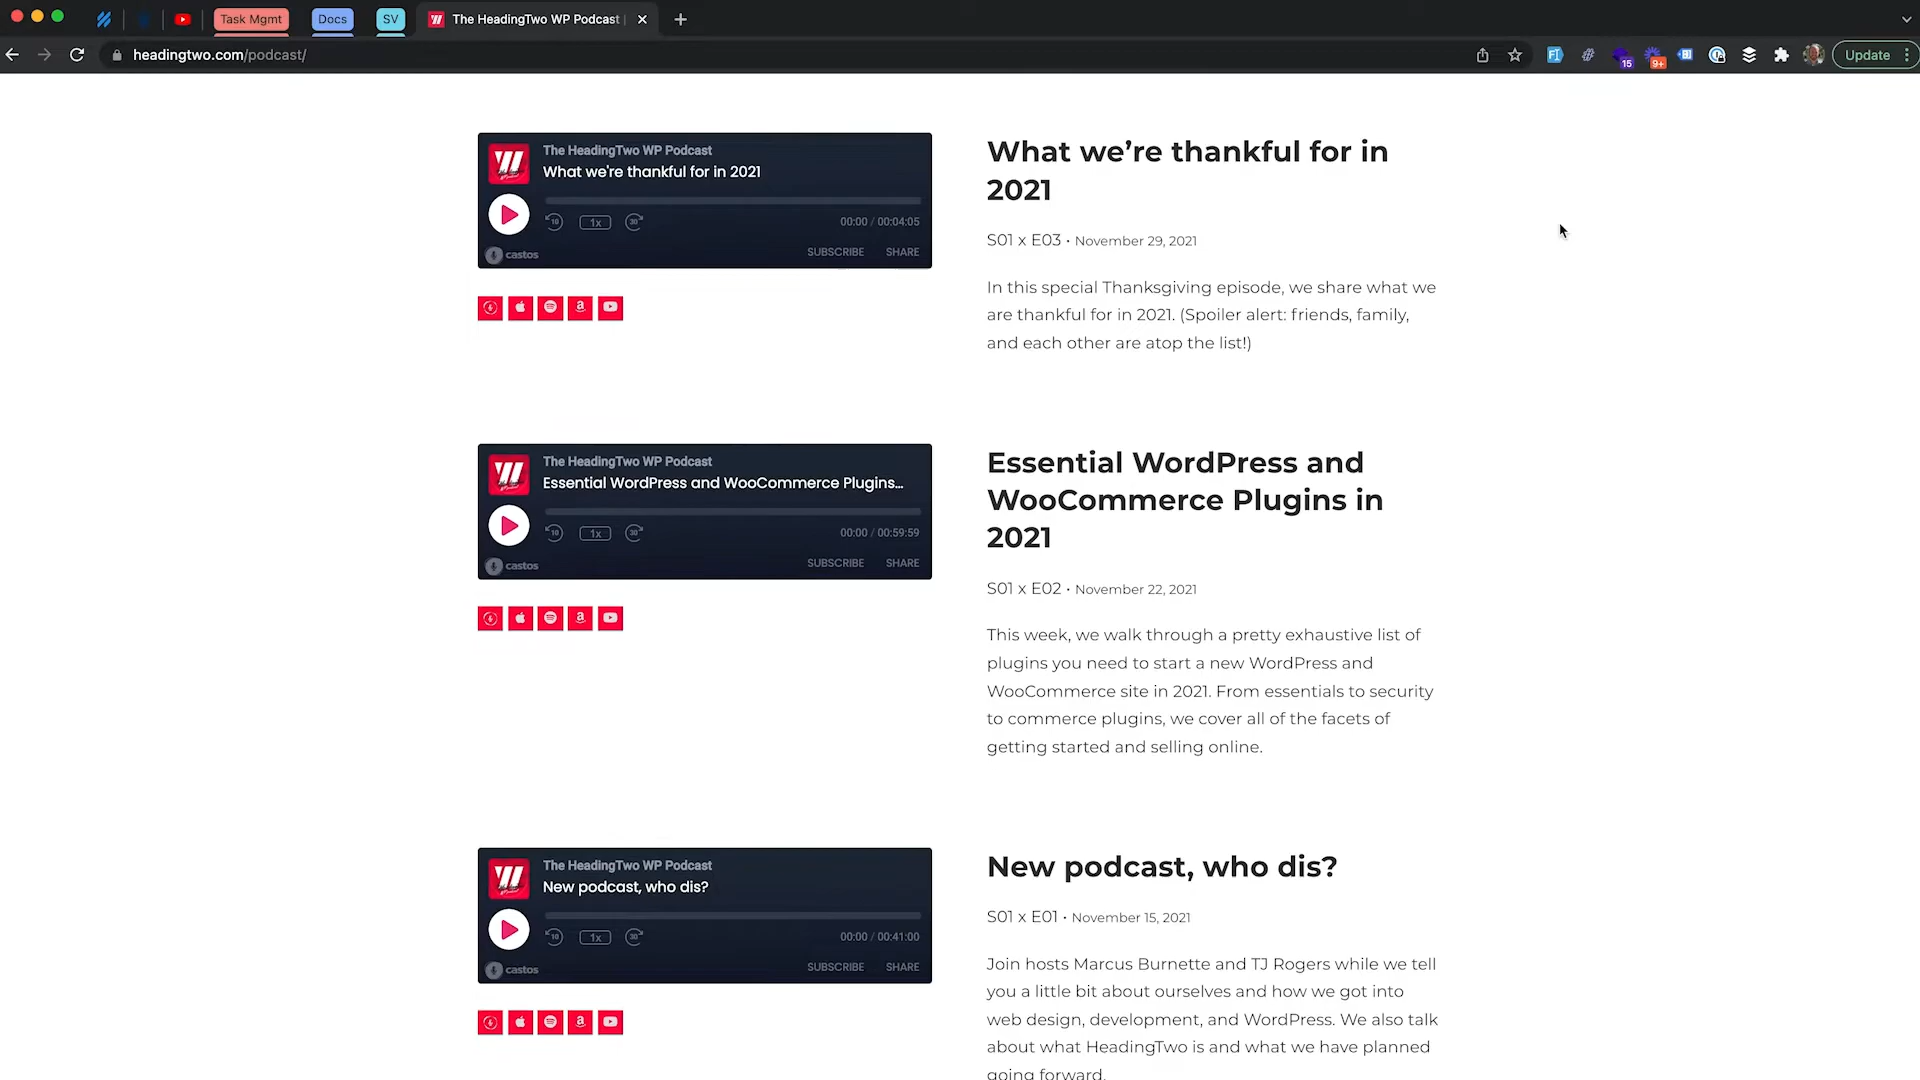 Task Mgmt
Docs
SV
The HeadingTwo WP Podcast |
headingtwo.com/podcast/
15
9+
Update
The HeadingTwo WP Podcast
What we're thankful for in 2021
10
1x
30
00:00 / 00:04:05
castos
SUBSCRIBE
SHARE
What we’re thankful for in
2021
S01 x E03 • November 29, 2021
In this special Thanksgiving episode, we share what we
are thankful for in 2021. (Spoiler alert: friends, family,
and each other are atop the list!)
The HeadingTwo WP Podcast
Essential WordPress and WooCommerce Plugins...
10
1x
30
00:00 / 00:59:59
castos
SUBSCRIBE
SHARE
Essential WordPress and
WooCommerce Plugins in
2021
S01 x E02 • November 22, 2021
This week, we walk through a pretty exhaustive list of
plugins you need to start a new WordPress and
WooCommerce site in 2021. From essentials to security
to commerce plugins, we cover all of the facets of
getting started and selling online.
The HeadingTwo WP Podcast
New podcast, who dis?
10
1x
30
00:00 / 00:41:00
castos
SUBSCRIBE
SHARE
New podcast, who dis?
S01 x E01 • November 15, 2021
Join hosts Marcus Burnette and TJ Rogers while we tell
you a little bit about ourselves and how we got into
web design, development, and WordPress. We also talk
about what HeadingTwo is and what we have planned
going forward.